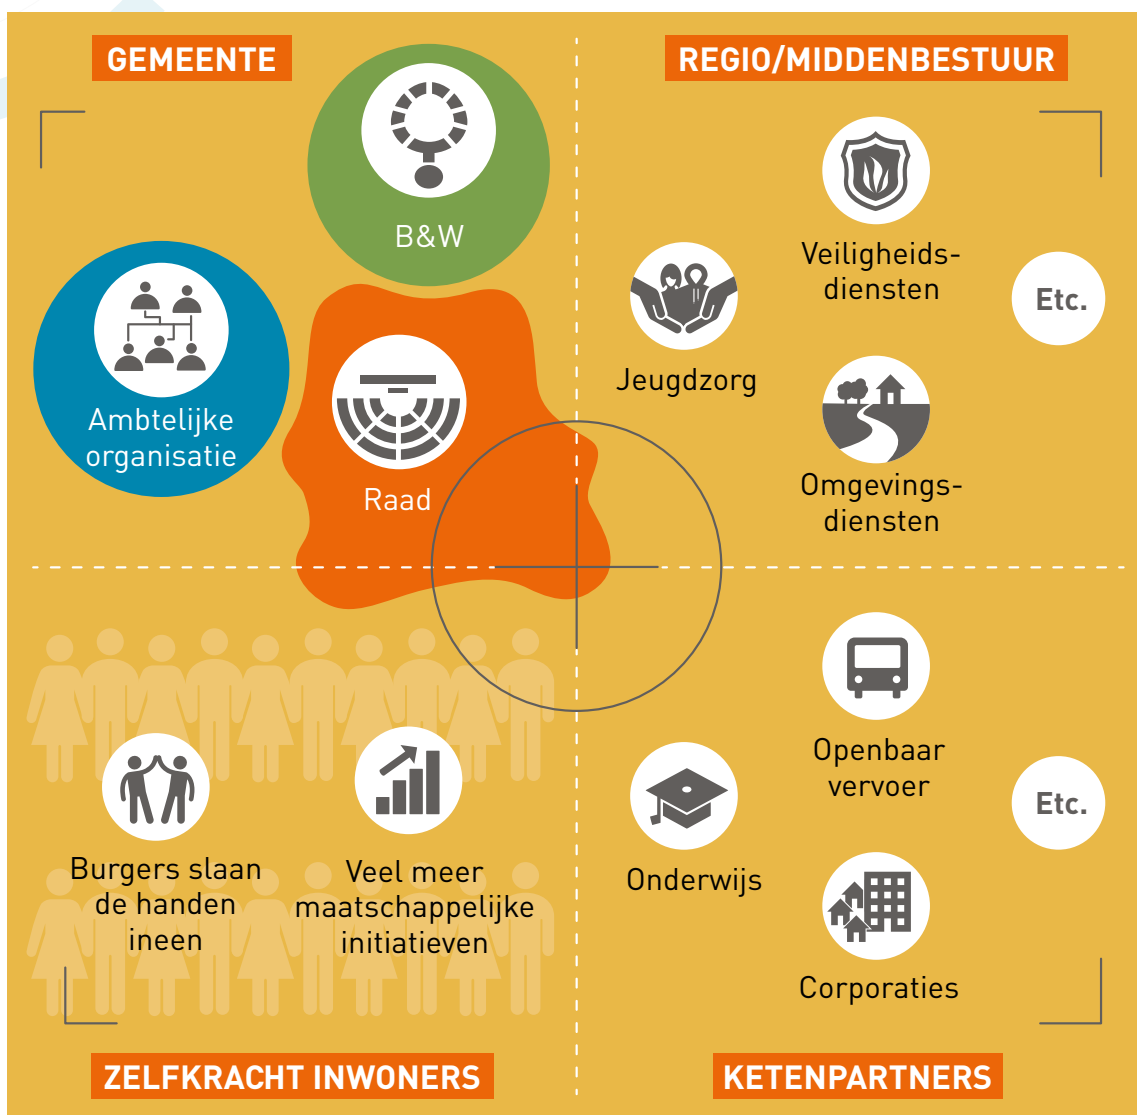 GEMEENTE
B&W
Ambtelijke
organisatie
Raad
REGIO/MIDDENBESTUUR
Veiligheids-
diensten
Jeugdzorg
Etc.
Omgevings-
diensten
Burgers slaan
de handen
ineen
Veel meer
maatschappelijke
initiatieven
ZELFKRACHT INWONERS
Openbaar
vervoer
Onderwijs
Etc.
Corporaties
KETENPARTNERS